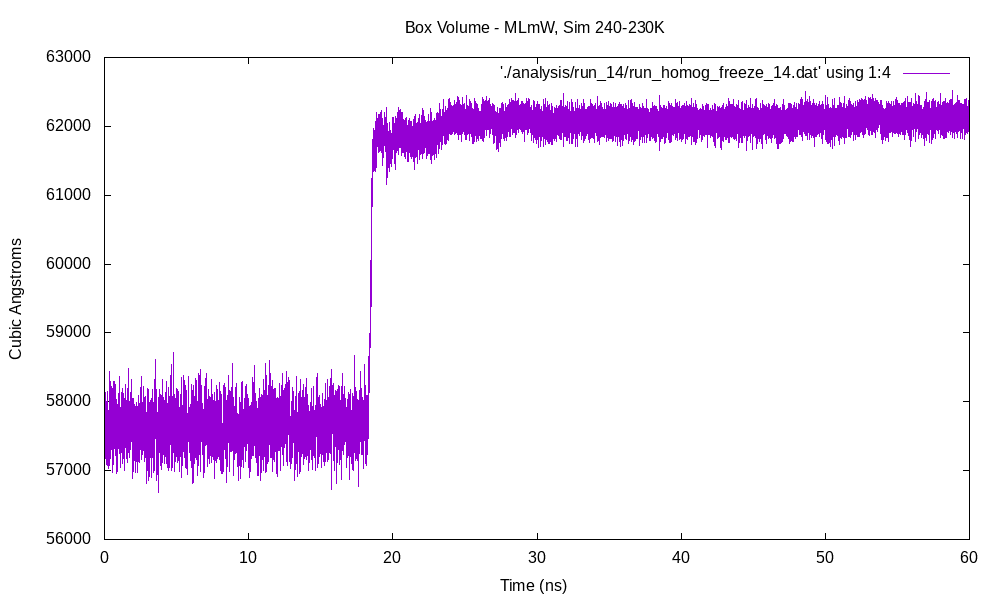 Box Volume - MLmW, Sim 240-230K
'./analysis/run_14/run_homog_freeze_14.dat' using 1:4
63000
62000
61000
60000
59000
58000
57000
56000
Cubic Angstroms
0 10 20 30 40 50 60
Time (ns)